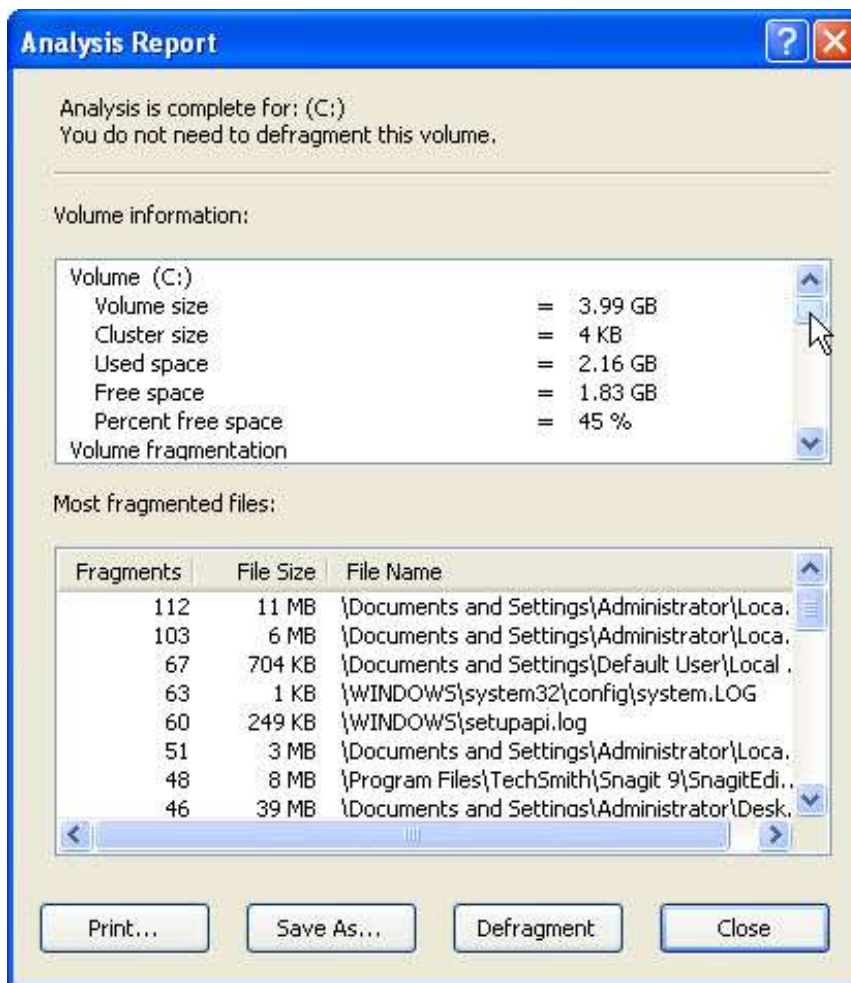 Analysis Report
Analysis is complete for: (C:)
You do not need to defragment this volume.
Volume information:
Volume (C:)
Volume size = 3.99 GB
Cluster size = 4 KB
Used space = 2.16 GB
Free space = 1.83 GB
Percent free space = 45 %
Volume fragmentation
Most fragmented files:
Fragments File Size File Name
112 11 MB \Documents and Settings\Administrator\Loca.
103 6 MB \Documents and Settings\Administrator\Loca.
67 704 KB \Documents and Settings\Default User\Local .
63 1 KB \WINDOWS\system32\config\system.LOG
60 249 KB \WINDOWS\setupapi.log
51 3 MB \Documents and Settings\Administrator\Loca.
48 8 MB \Program Files\TechSmith\Snagit 9\SnagitEdi..
46 39 MB \Documents and Settings\Administrator\Desk.
Print... Save As... Defragment Close